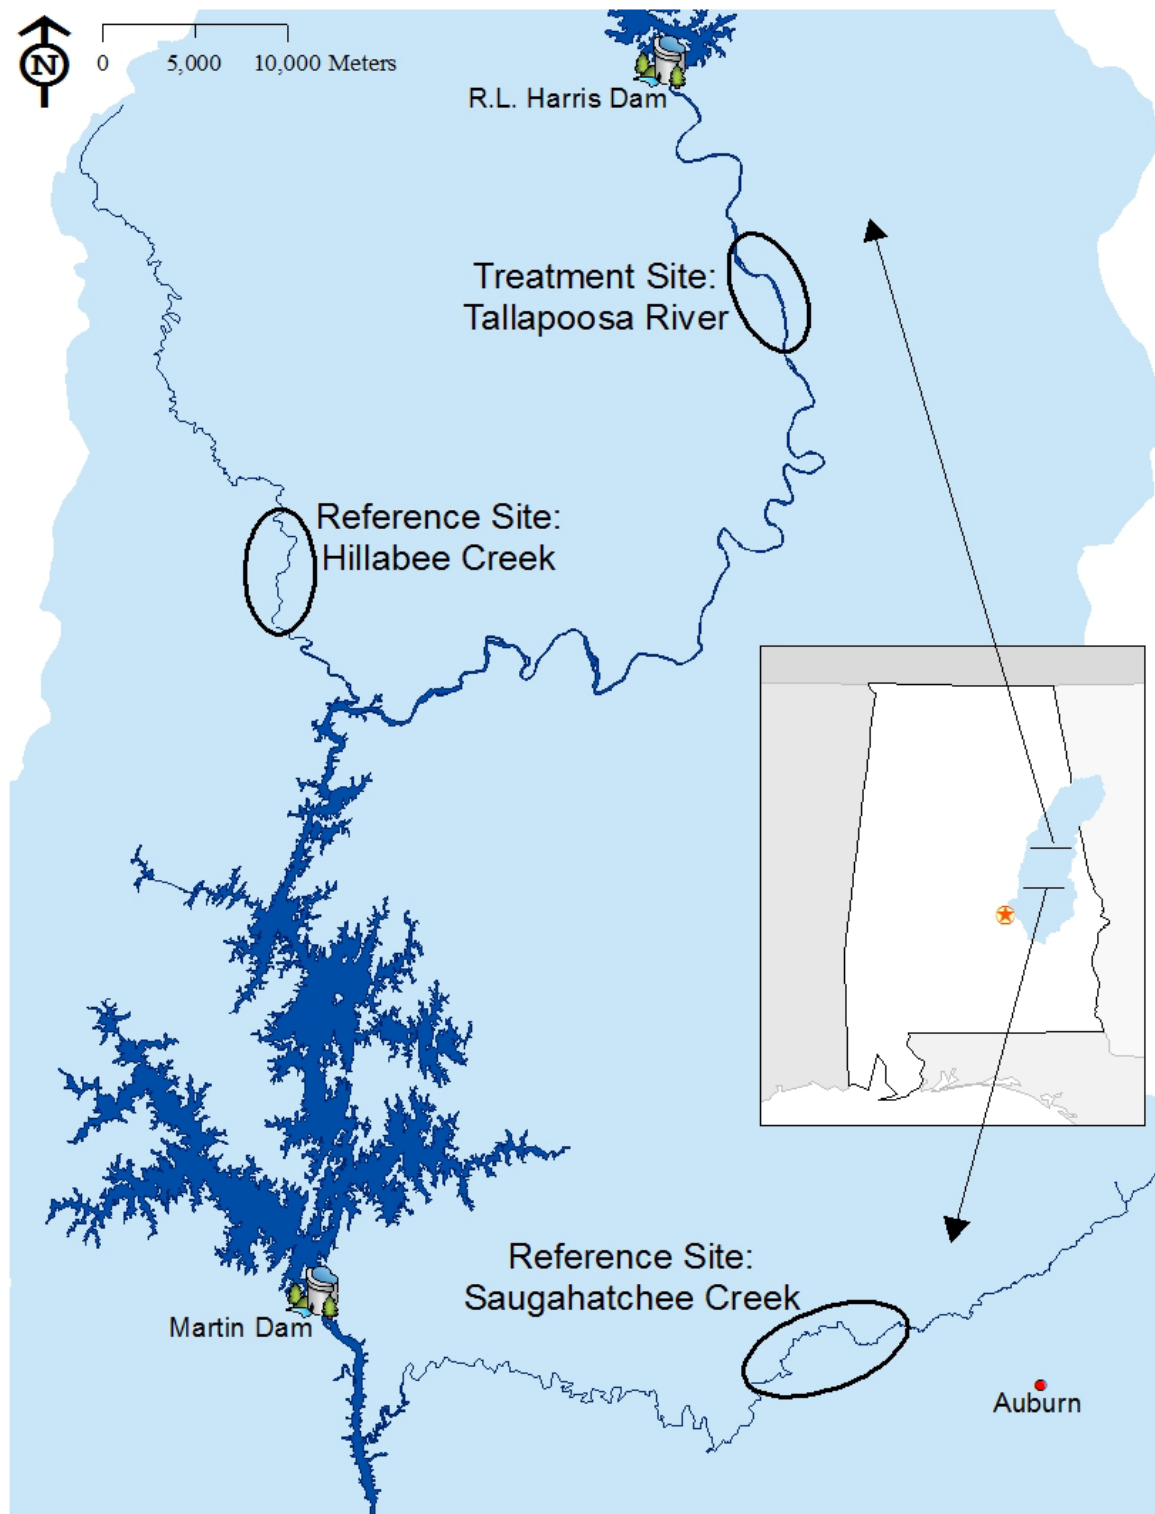 N
0 5,000 10,000 Meters
R.L. Harris Dam
Treatment Site:
Tallapoosa River
Reference Site:
Hillabee Creek
Reference Site:
Saugahatchee Creek
Martin Dam
Auburn